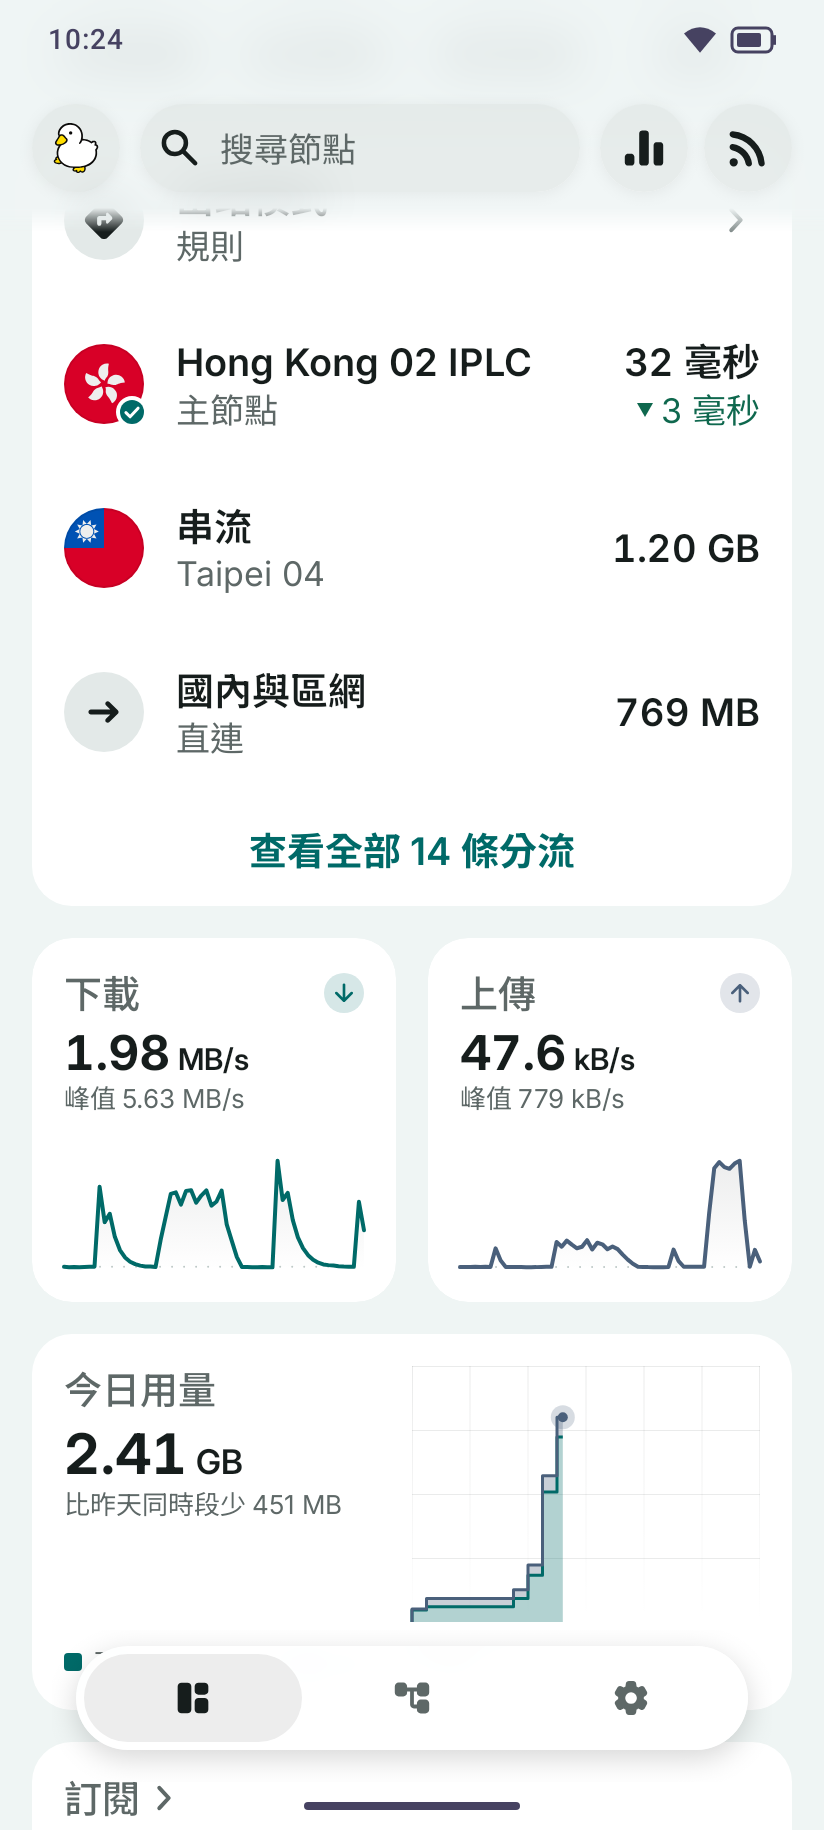 10:24
搜尋節點
規則
Hong Kong 02 IPLC
32 毫秒
主節點
▼3 毫秒
串流
1.20 GB
Taipei 04
國內與區網
769 MB
直連
查看全部 14 條分流
下載
1.98 MB/s
峰值 5.63 MB/s
上傳
47.6 kB/s
峰值 779 kB/s
今日用量
2.41 GB
比昨天同時段少 451 MB
訂閱